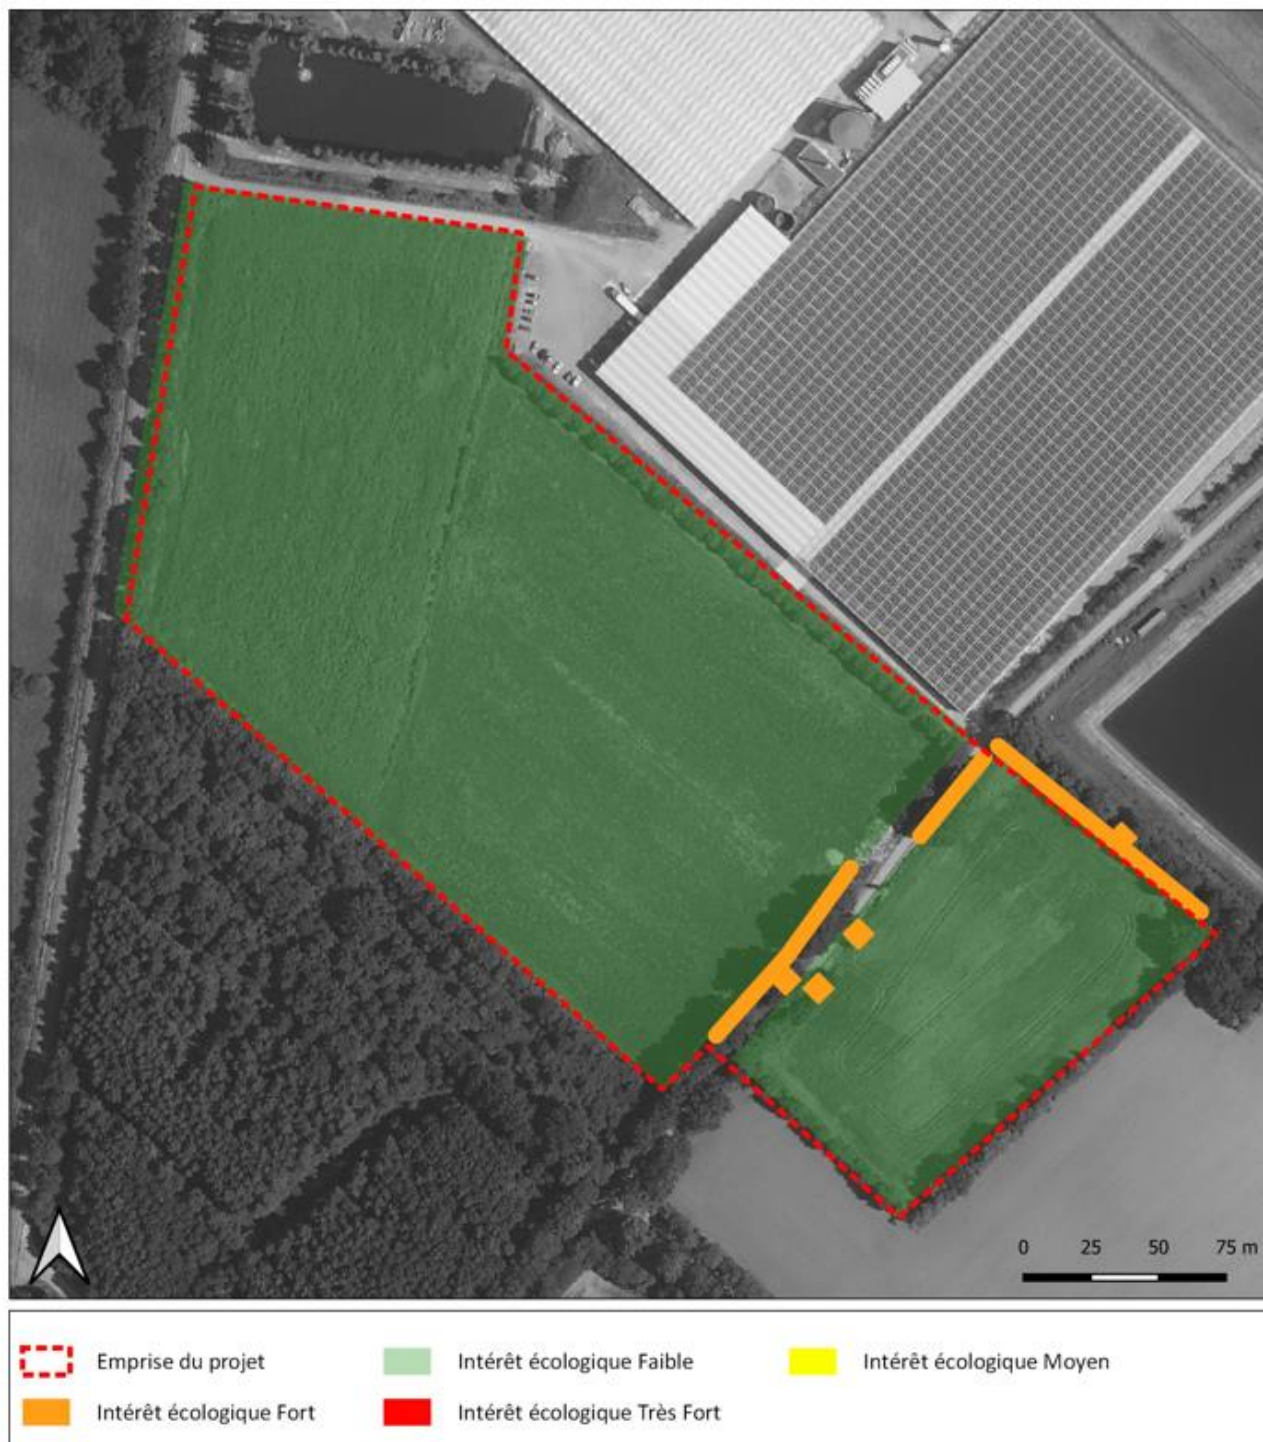 0 25 50 75 m
Emprise du projet
Intérêt écologique Faible
Intérêt écologique Moyen
Intérêt écologique Fort
Intérêt écologique Très Fort